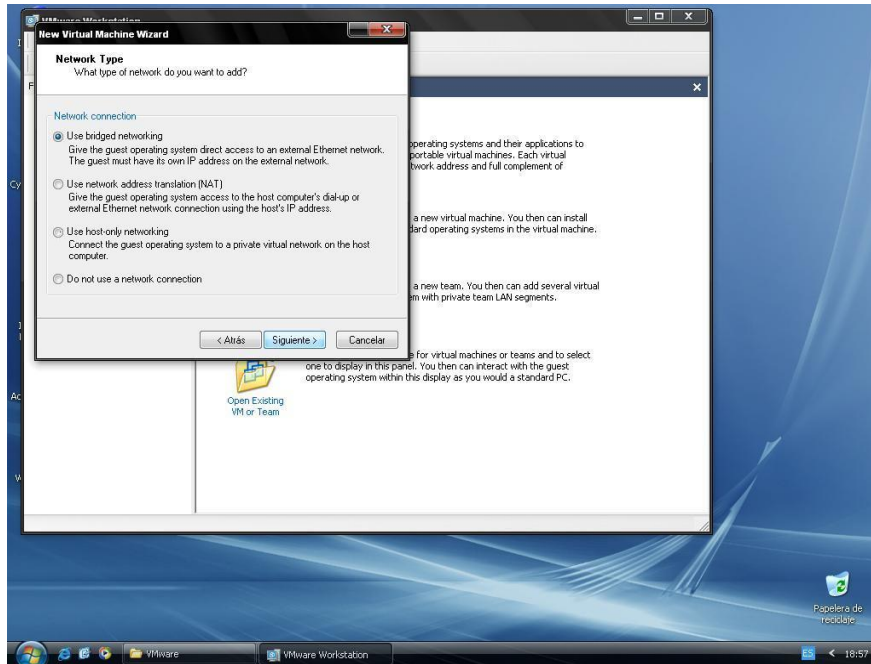 VMware Workstation
New Virtual Machine Wizard
Network Type
What type of network do you want to add?
Network connection
Use bridged networking
Give the guest operating system direct access to an external Ethernet network.
The guest must have its own IP address on the external network.
Use network address translation (NAT)
Give the guest operating system access to the host computer's dial-up or
external Ethernet network connection using the host's IP address.
Use host-only networking
Connect the guest operating system to a private virtual network on the host
computer.
Do not use a network connection
< Atrás
Siguiente >
Cancelar
operating systems and their applications to
portable virtual machines. Each virtual
network address and full complement of
a new virtual machine. You then can install
standard operating systems in the virtual machine.
a new team. You then can add several virtual
with private team LAN segments.
for virtual machines or teams and to select
one to display in this panel. You then can interact with the guest
operating system within this display as you would a standard PC.
Open Existing
VM or Team
Papelera de
reciclaje
VMware
VMware Workstation
ES
18:57